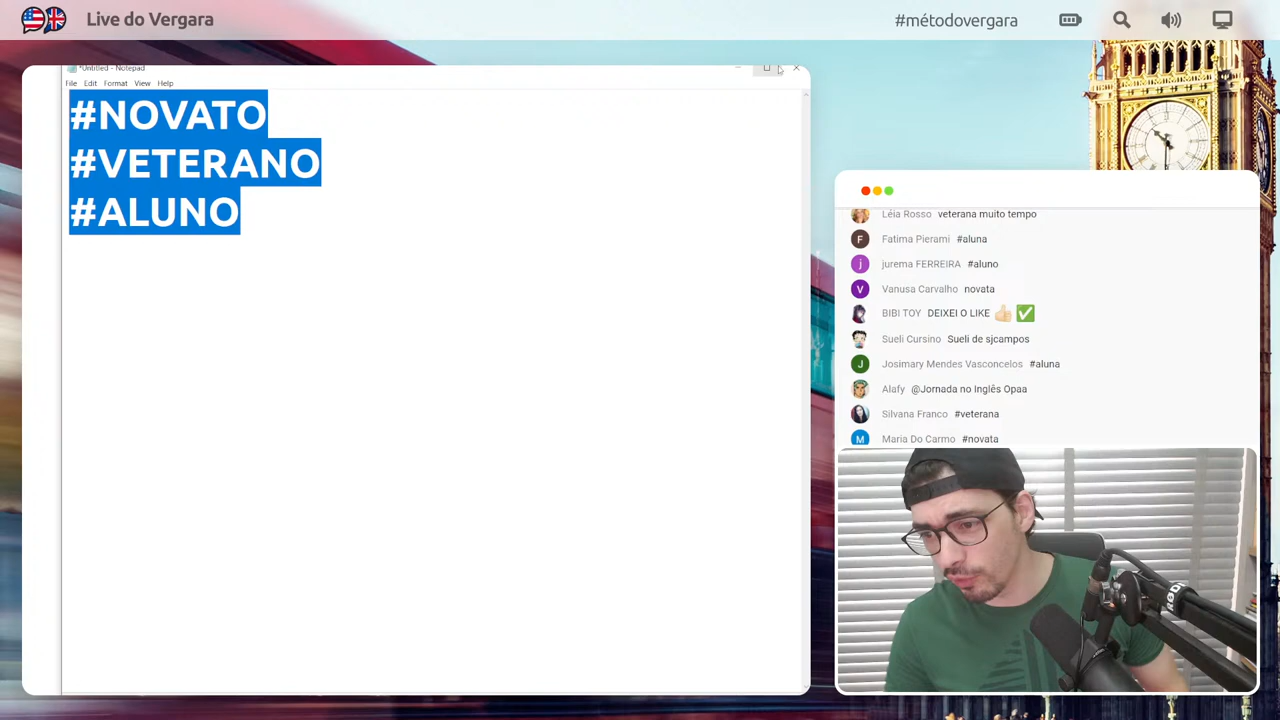 Live do Vergara
#métodovergara
*Untitled - Notepad
File Edit Format View Help
#NOVATO
#VETERANO
#ALUNO
Léia Rosso veterana muito tempo
F Fatima Pierami #aluna
j jurema FERREIRA #aluno
V Vanusa Carvalho novata
BIBI TOY DEIXEI O LIKE 👍🏻 ✅
Sueli Cursino Sueli de sjcampos
J Josimary Mendes Vasconcelos #aluna
Alafy @Jornada no Inglês Opaa
Silvana Franco #veterana
M Maria Do Carmo #novata
RØDE